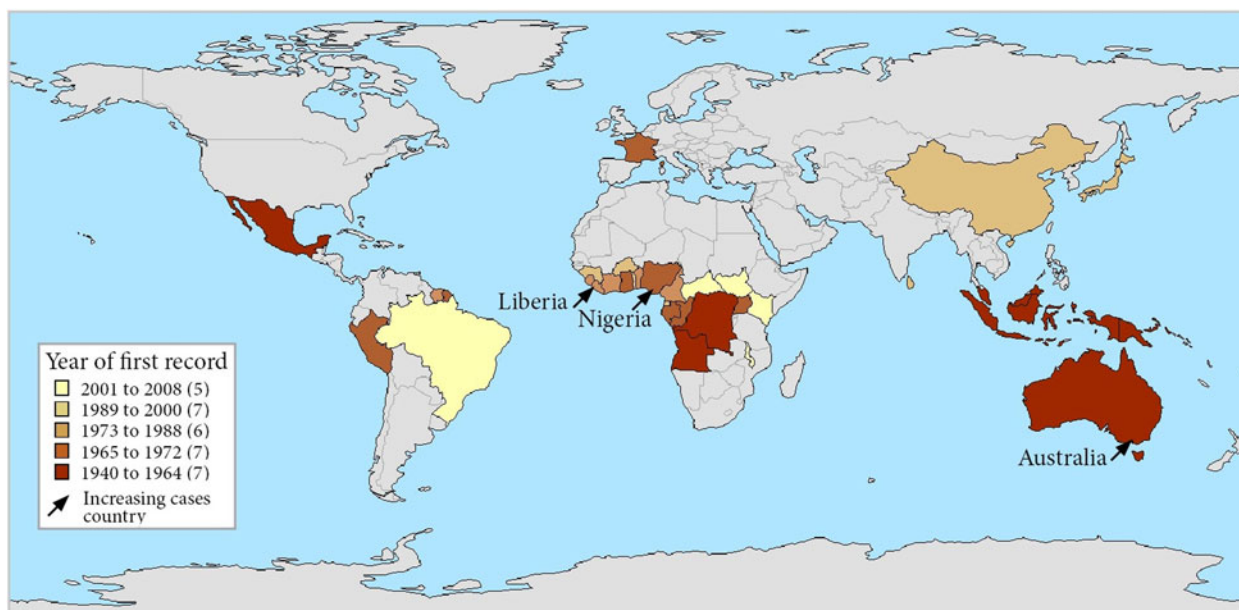 Liberia
Nigeria
Australia
Year of first record
2001 to 2008 (5)
1989 to 2000 (7)
1973 to 1988 (6)
1965 to 1972 (7)
1940 to 1964 (7)
Increasing cases
country